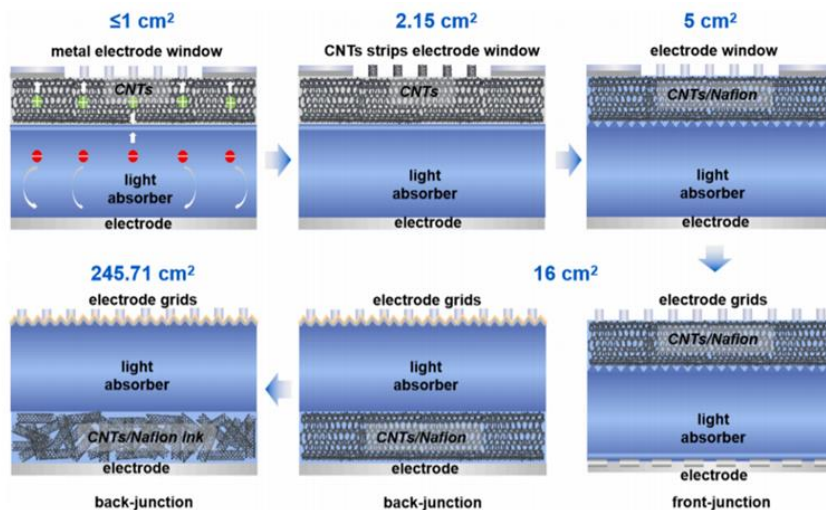 ≤1 cm²
metal electrode window
CNTs
light
absorber
electrode
2.15 cm²
CNTs strips electrode window
CNTs
light
absorber
electrode
5 cm²
electrode window
CNTs/Nafion
light
absorber
electrode
245.71 cm²
electrode grids
light
absorber
CNTs/Nafion Ink
electrode
back-junction
16 cm²
electrode grids
light
absorber
CNTs/Nafion
electrode
back-junction
electrode grids
CNTs/Nafion
light
absorber
electrode
front-junction